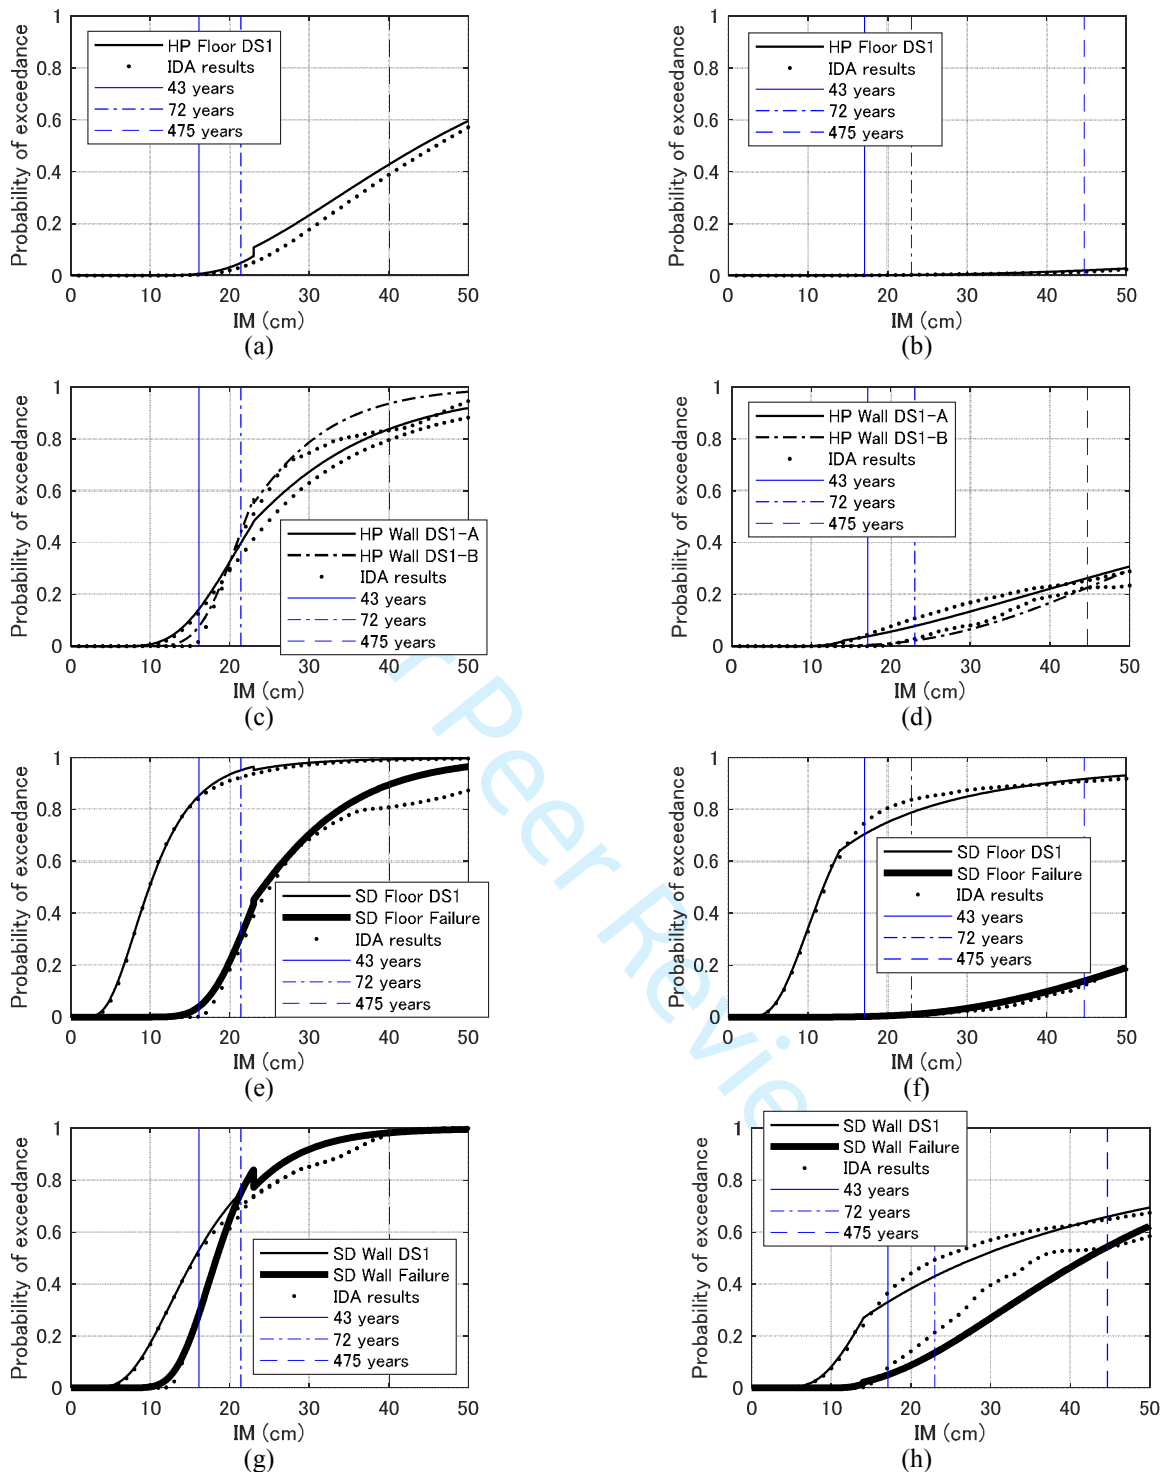 Probability of exceedance
1
0.8
0.6
0.4
0.2
0
HP Floor DS1
IDA results
43 years
72 years
475 years
0 10 20 30 40 50
IM (cm)
(a)
Probability of exceedance
1
0.8
0.6
0.4
0.2
0
HP Floor DS1
IDA results
43 years
72 years
475 years
0 10 20 30 40 50
IM (cm)
(b)
Probability of exceedance
1
0.8
0.6
0.4
0.2
0
HP Wall DS1-A
HP Wall DS1-B
IDA results
43 years
72 years
475 years
0 10 20 30 40 50
IM (cm)
(c)
Probability of exceedance
1
0.8
0.6
0.4
0.2
0
HP Wall DS1-A
HP Wall DS1-B
IDA results
43 years
72 years
475 years
0 10 20 30 40 50
IM (cm)
(d)
Probability of exceedance
1
0.8
0.6
0.4
0.2
0
SD Floor DS1
SD Floor Failure
IDA results
43 years
72 years
475 years
0 10 20 30 40 50
IM (cm)
(e)
Probability of exceedance
1
0.8
0.6
0.4
0.2
0
SD Floor DS1
SD Floor Failure
IDA results
43 years
72 years
475 years
0 10 20 30 40 50
IM (cm)
(f)
Probability of exceedance
1
0.8
0.6
0.4
0.2
0
SD Wall DS1
SD Wall Failure
IDA results
43 years
72 years
475 years
0 10 20 30 40 50
IM (cm)
(g)
Probability of exceedance
1
0.8
0.6
0.4
0.2
0
SD Wall DS1
SD Wall Failure
IDA results
43 years
72 years
475 years
0 10 20 30 40 50
IM (cm)
(h)
r Peer Revie